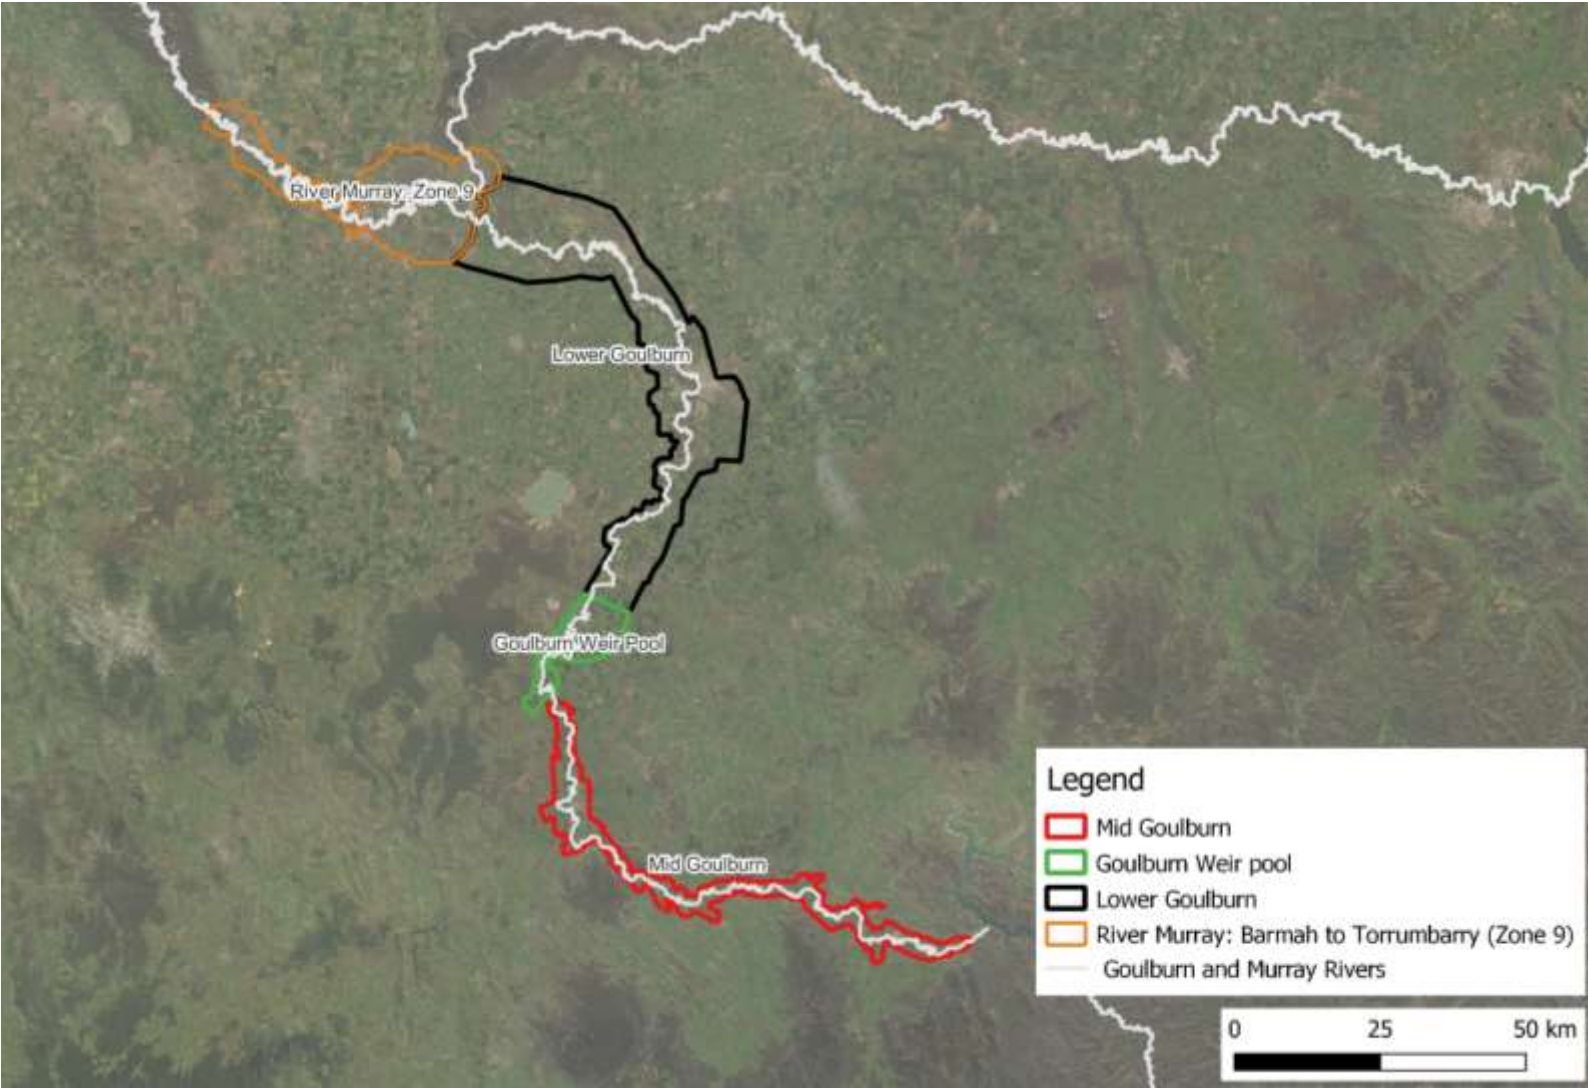 River Murray: Zone 9
Lower Goulburn
Goulburn Weir Pool
Mid Goulburn
Legend
Mid Goulburn
Goulburn Weir pool
Lower Goulburn
River Murray: Barmah to Torrumbarry (Zone 9)
Goulburn and Murray Rivers
0 25 50 km